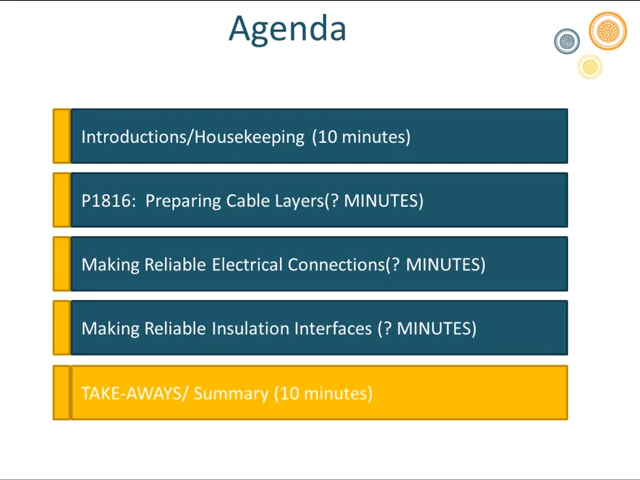 Agenda
Introductions/Housekeeping (10 minutes)
P1816:  Preparing Cable Layers(? MINUTES)
Making Reliable Electrical Connections(? MINUTES)
Making Reliable Insulation Interfaces (? MINUTES)
TAKE-AWAYS/ Summary (10 minutes)